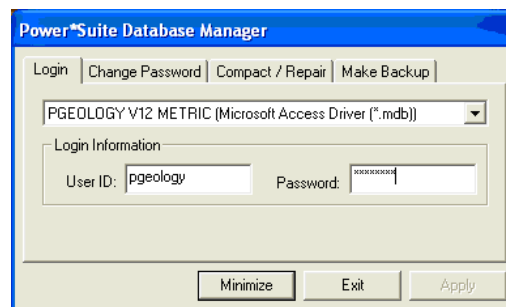 Power*Suite Database Manager
Login Change Password Compact / Repair Make Backup
PGEOLOGY V12 METRIC (Microsoft Access Driver (*.mdb))
Login Information
User ID: pgeology Password: xxxxxxxx
Minimize Exit Apply